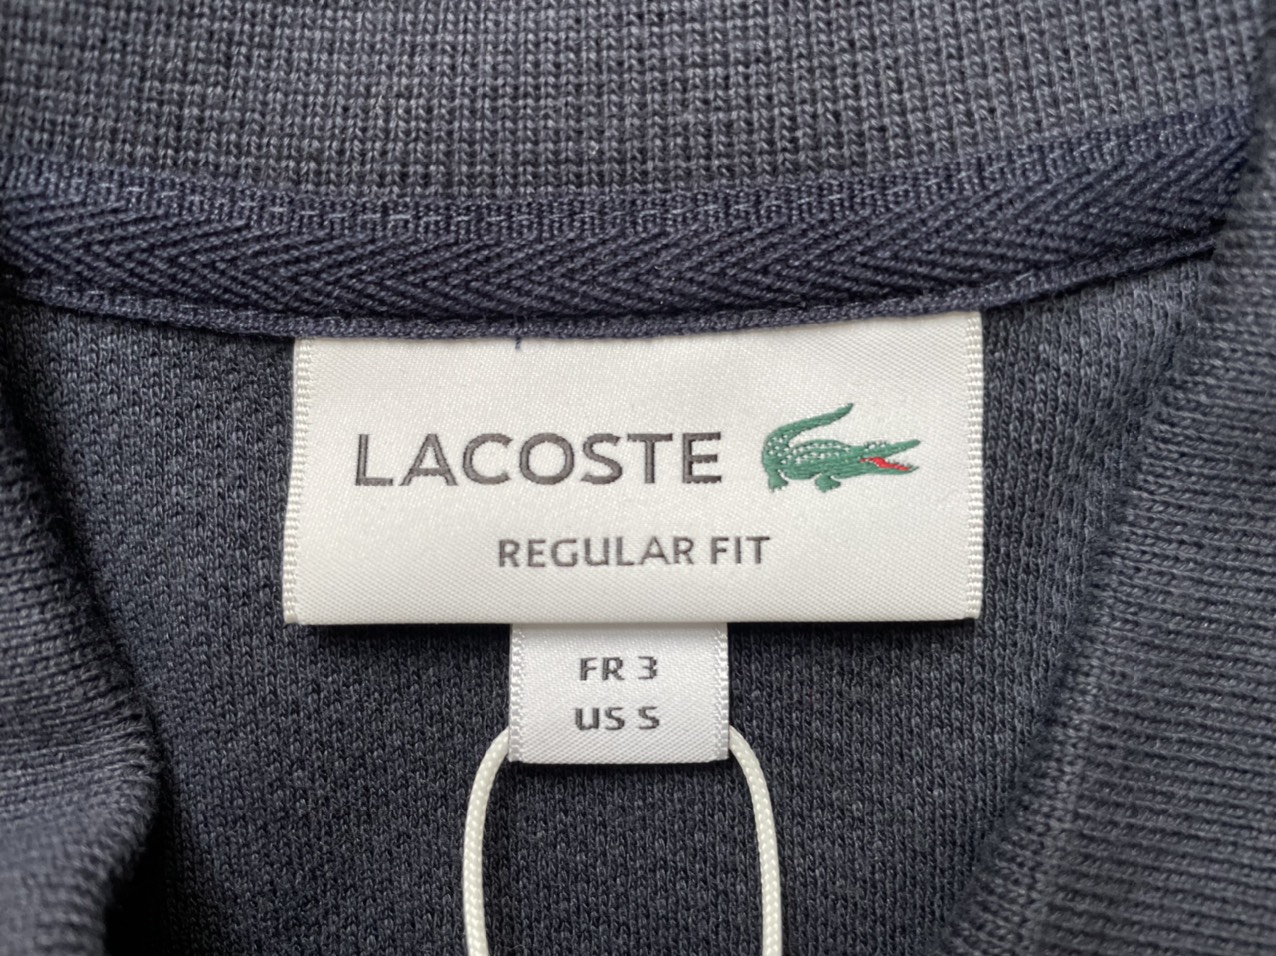 LACOSTE
REGULAR FIT
FR 3
US S